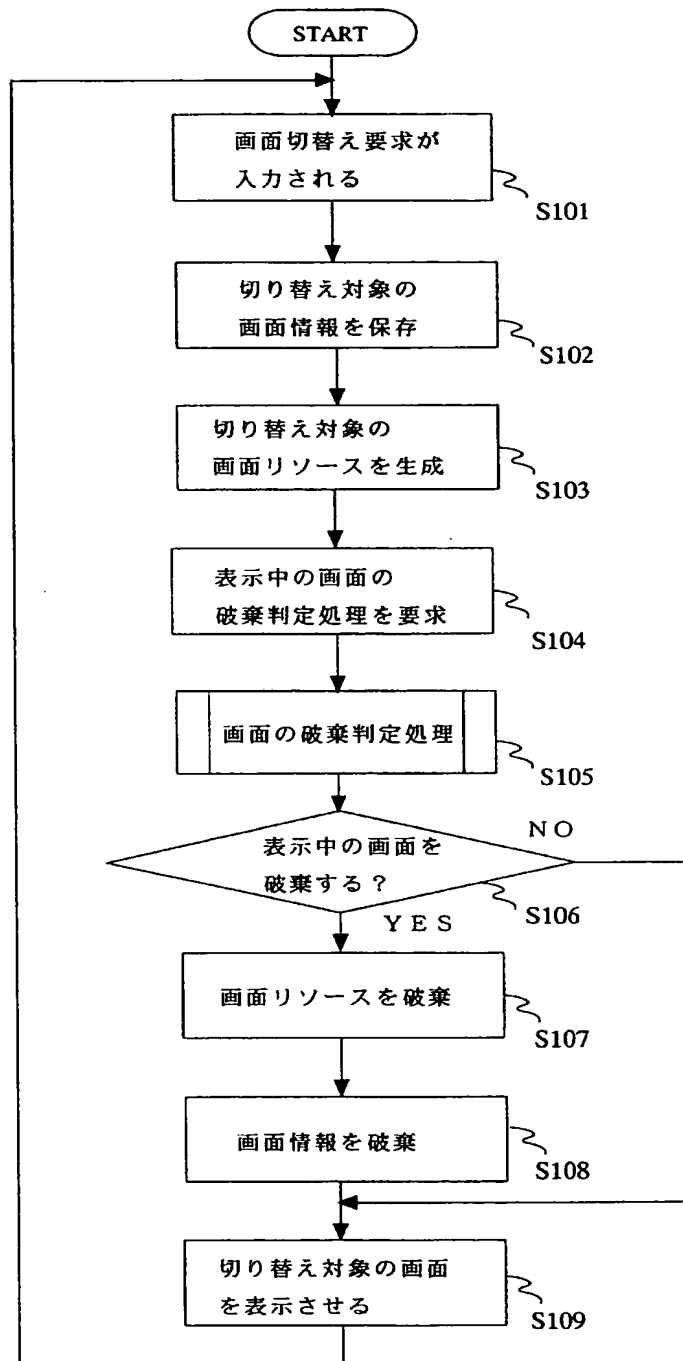 START
画面切替え要求が
入力される
S101
切り替え対象の
画面情報を保存
S102
切り替え対象の
画面リソースを生成
S103
表示中の画面の
破棄判定処理を要求
S104
画面の破棄判定処理
S105
表示中の画面を
破棄する？
NO
S106
YES
画面リソースを破棄
S107
画面情報を破棄
S108
切り替え対象の画面
を表示させる
S109